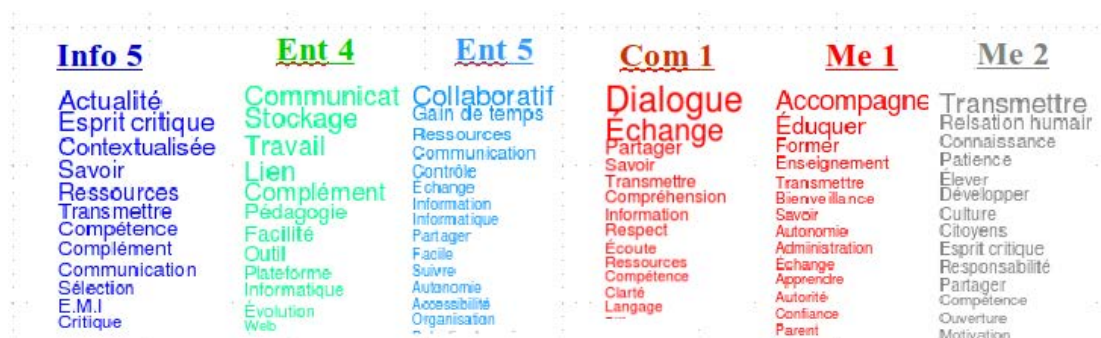 Info 5
Actualité
Esprit critique
Contextualisée
Savoir
Ressources
Transmettre
Compétence
Complément
Communication
Sélection
E.M.I
Critique
Ent 4
Communicat
Stockage
Travail
Lien
Complément
Pédagogie
Facilité
Outil
Plateforme
Informatique
Évolution
Web
Ent 5
Collaboratif
Gain de temps
Ressources
Communication
Contrôle
Échange
Information
Informatique
Partager
Facile
Suivre
Autonomie
Accessibilité
Organisation
Com 1
Dialogue
Échange
Partager
Savoir
Transmettre
Compréhension
Information
Respect
Écoute
Ressources
Compétence
Clarté
Langage
Me 1
Accompagne
Éduquer
Former
Enseignement
Transmettre
Bienveillance
Savoir
Autonomie
Administration
Échange
Apprendre
Autorité
Confiance
Parent
Me 2
Transmettre
Relsation humair
Connaissance
Patience
Élever
Développer
Culture
Citoyens
Esprit critique
Responsabilité
Partager
Compétence
Ouverture
Motivation